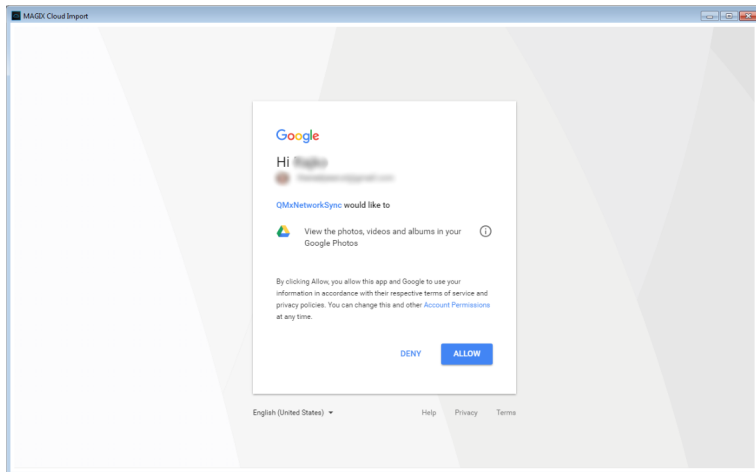 MAGIX Cloud Import
Google
Hi
QMxNetworkSync would like to
View the photos, videos and albums in your
Google Photos
By clicking Allow, you allow this app and Google to use your
information in accordance with their respective terms of service and
privacy policies. You can change this and other Account Permissions
at any time.
DENY
ALLOW
English (United States)
Help
Privacy
Terms